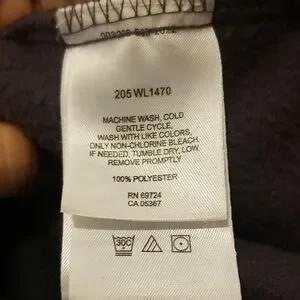 205 WL1470
MACHINE WASH, COLD
GENTLE CYCLE,
WASH WITH LIKE COLORS,
ONLY NON-CHLORINE BLEACH,
IF NEEDED, TUMBLE DRY, LOW
REMOVE PROMPTLY
100% POLYESTER
RN 69724
CA 05367
30C